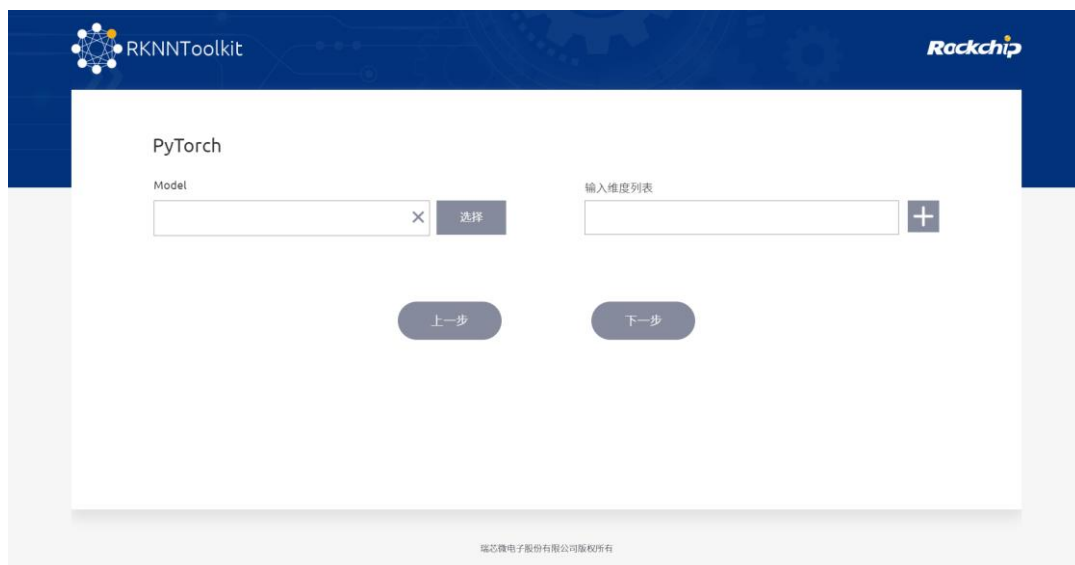 RKNNToolkit
Rockchip
PyTorch
Model
输入维度列表
选择
上一步
下一步
瑞芯微电子股份有限公司版权所有